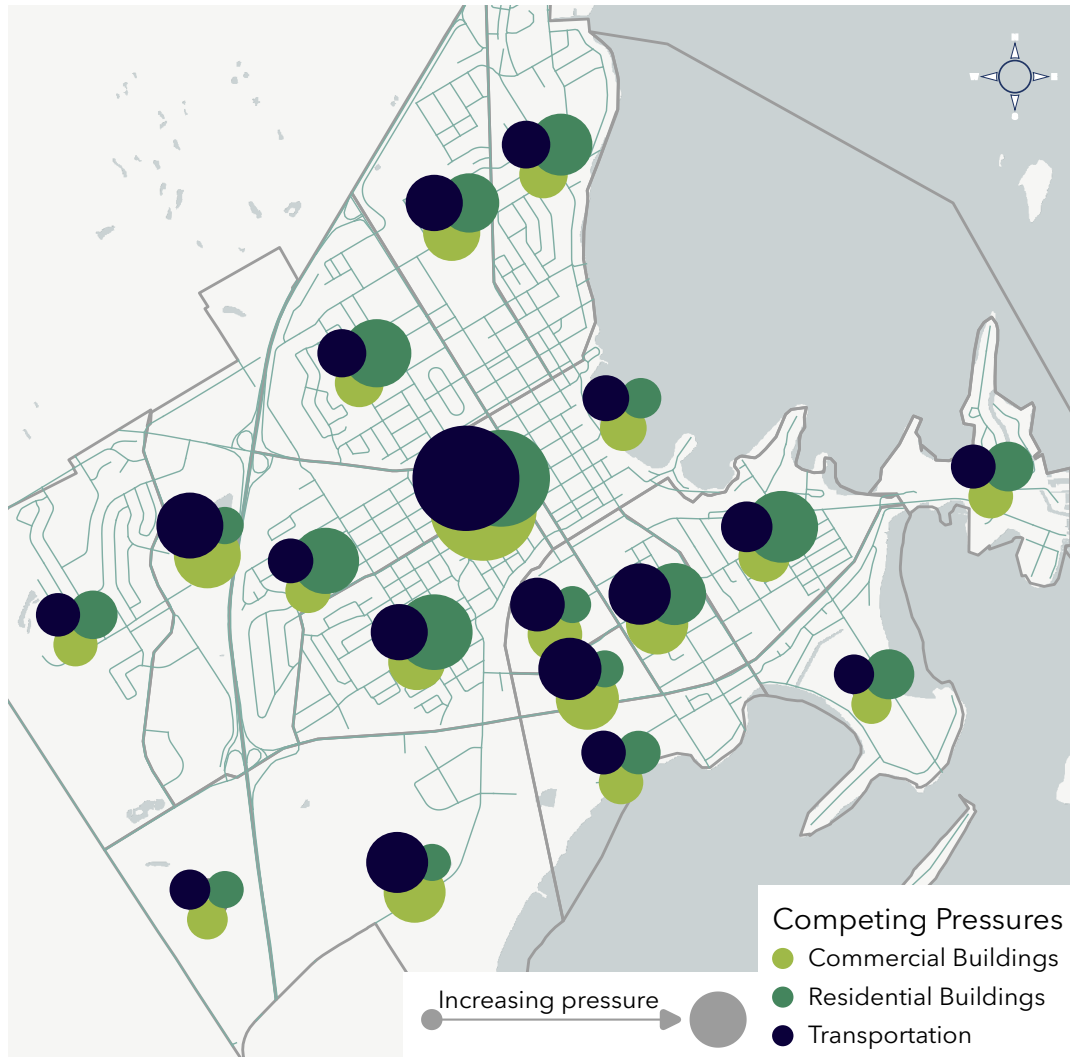 Competing Pressures
Commercial Buildings
Residential Buildings
Transportation
Increasing pressure